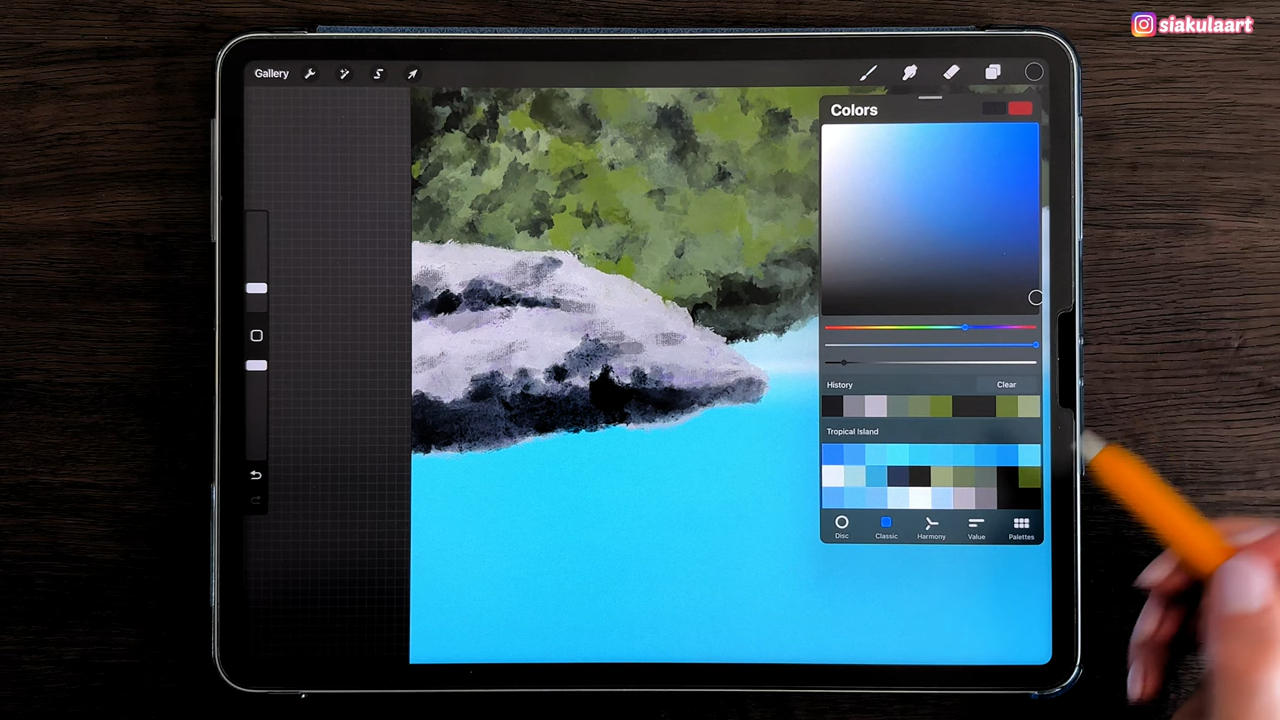 siakulaart
Gallery
Colors
History
Clear
Tropical Island
Disc
Classic
Harmony
Value
Palettes